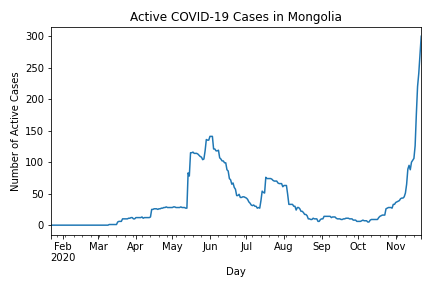 Active COVID-19 Cases in Mongolia
300
250
200
150
100
50
0
Number of Active Cases
Feb Mar Apr May Jun Jul Aug Sep Oct Nov
2020
Day